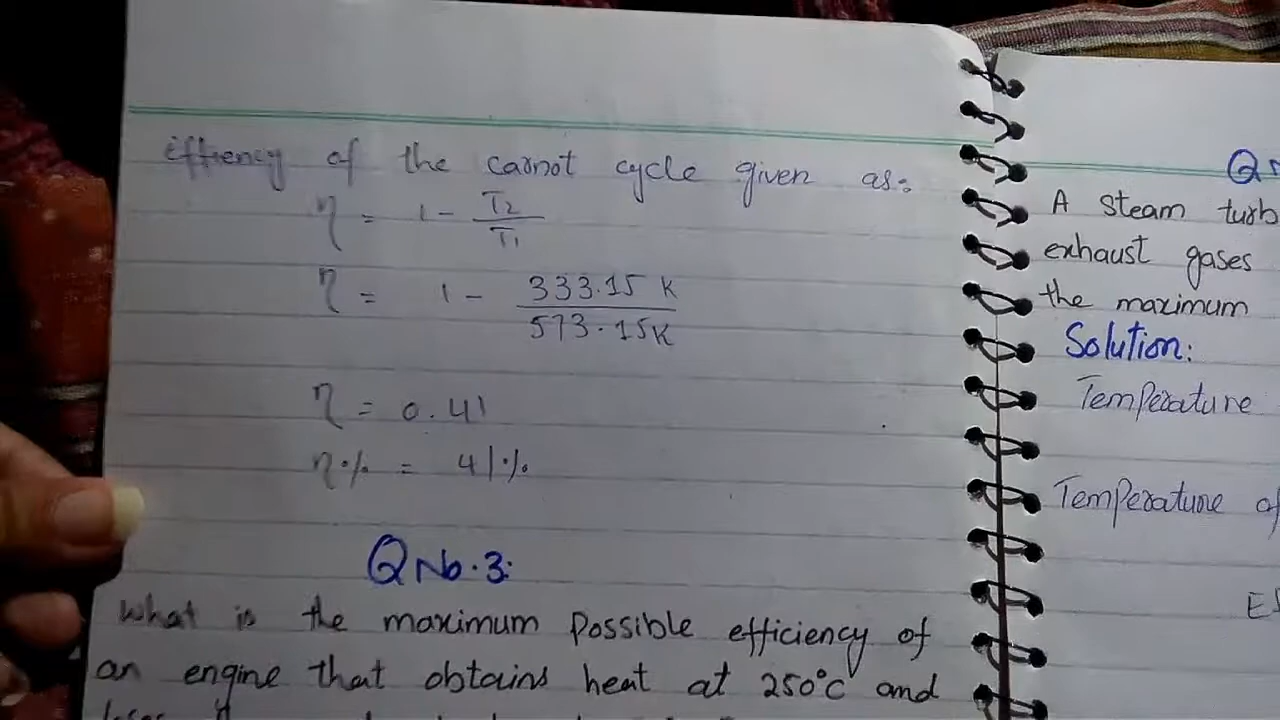 effiency of the carnot cycle given as:
η = 1 - T2/T1
η = 1 - 333.15 K/573.15K
η = 0.41
η% = 41%
Q No.3:
What is the maximum possible efficiency of
an engine that obtains heat at 250°C and
A steam turb
exhaust gases
the maximum
Solution:
Temperature
Temperature of